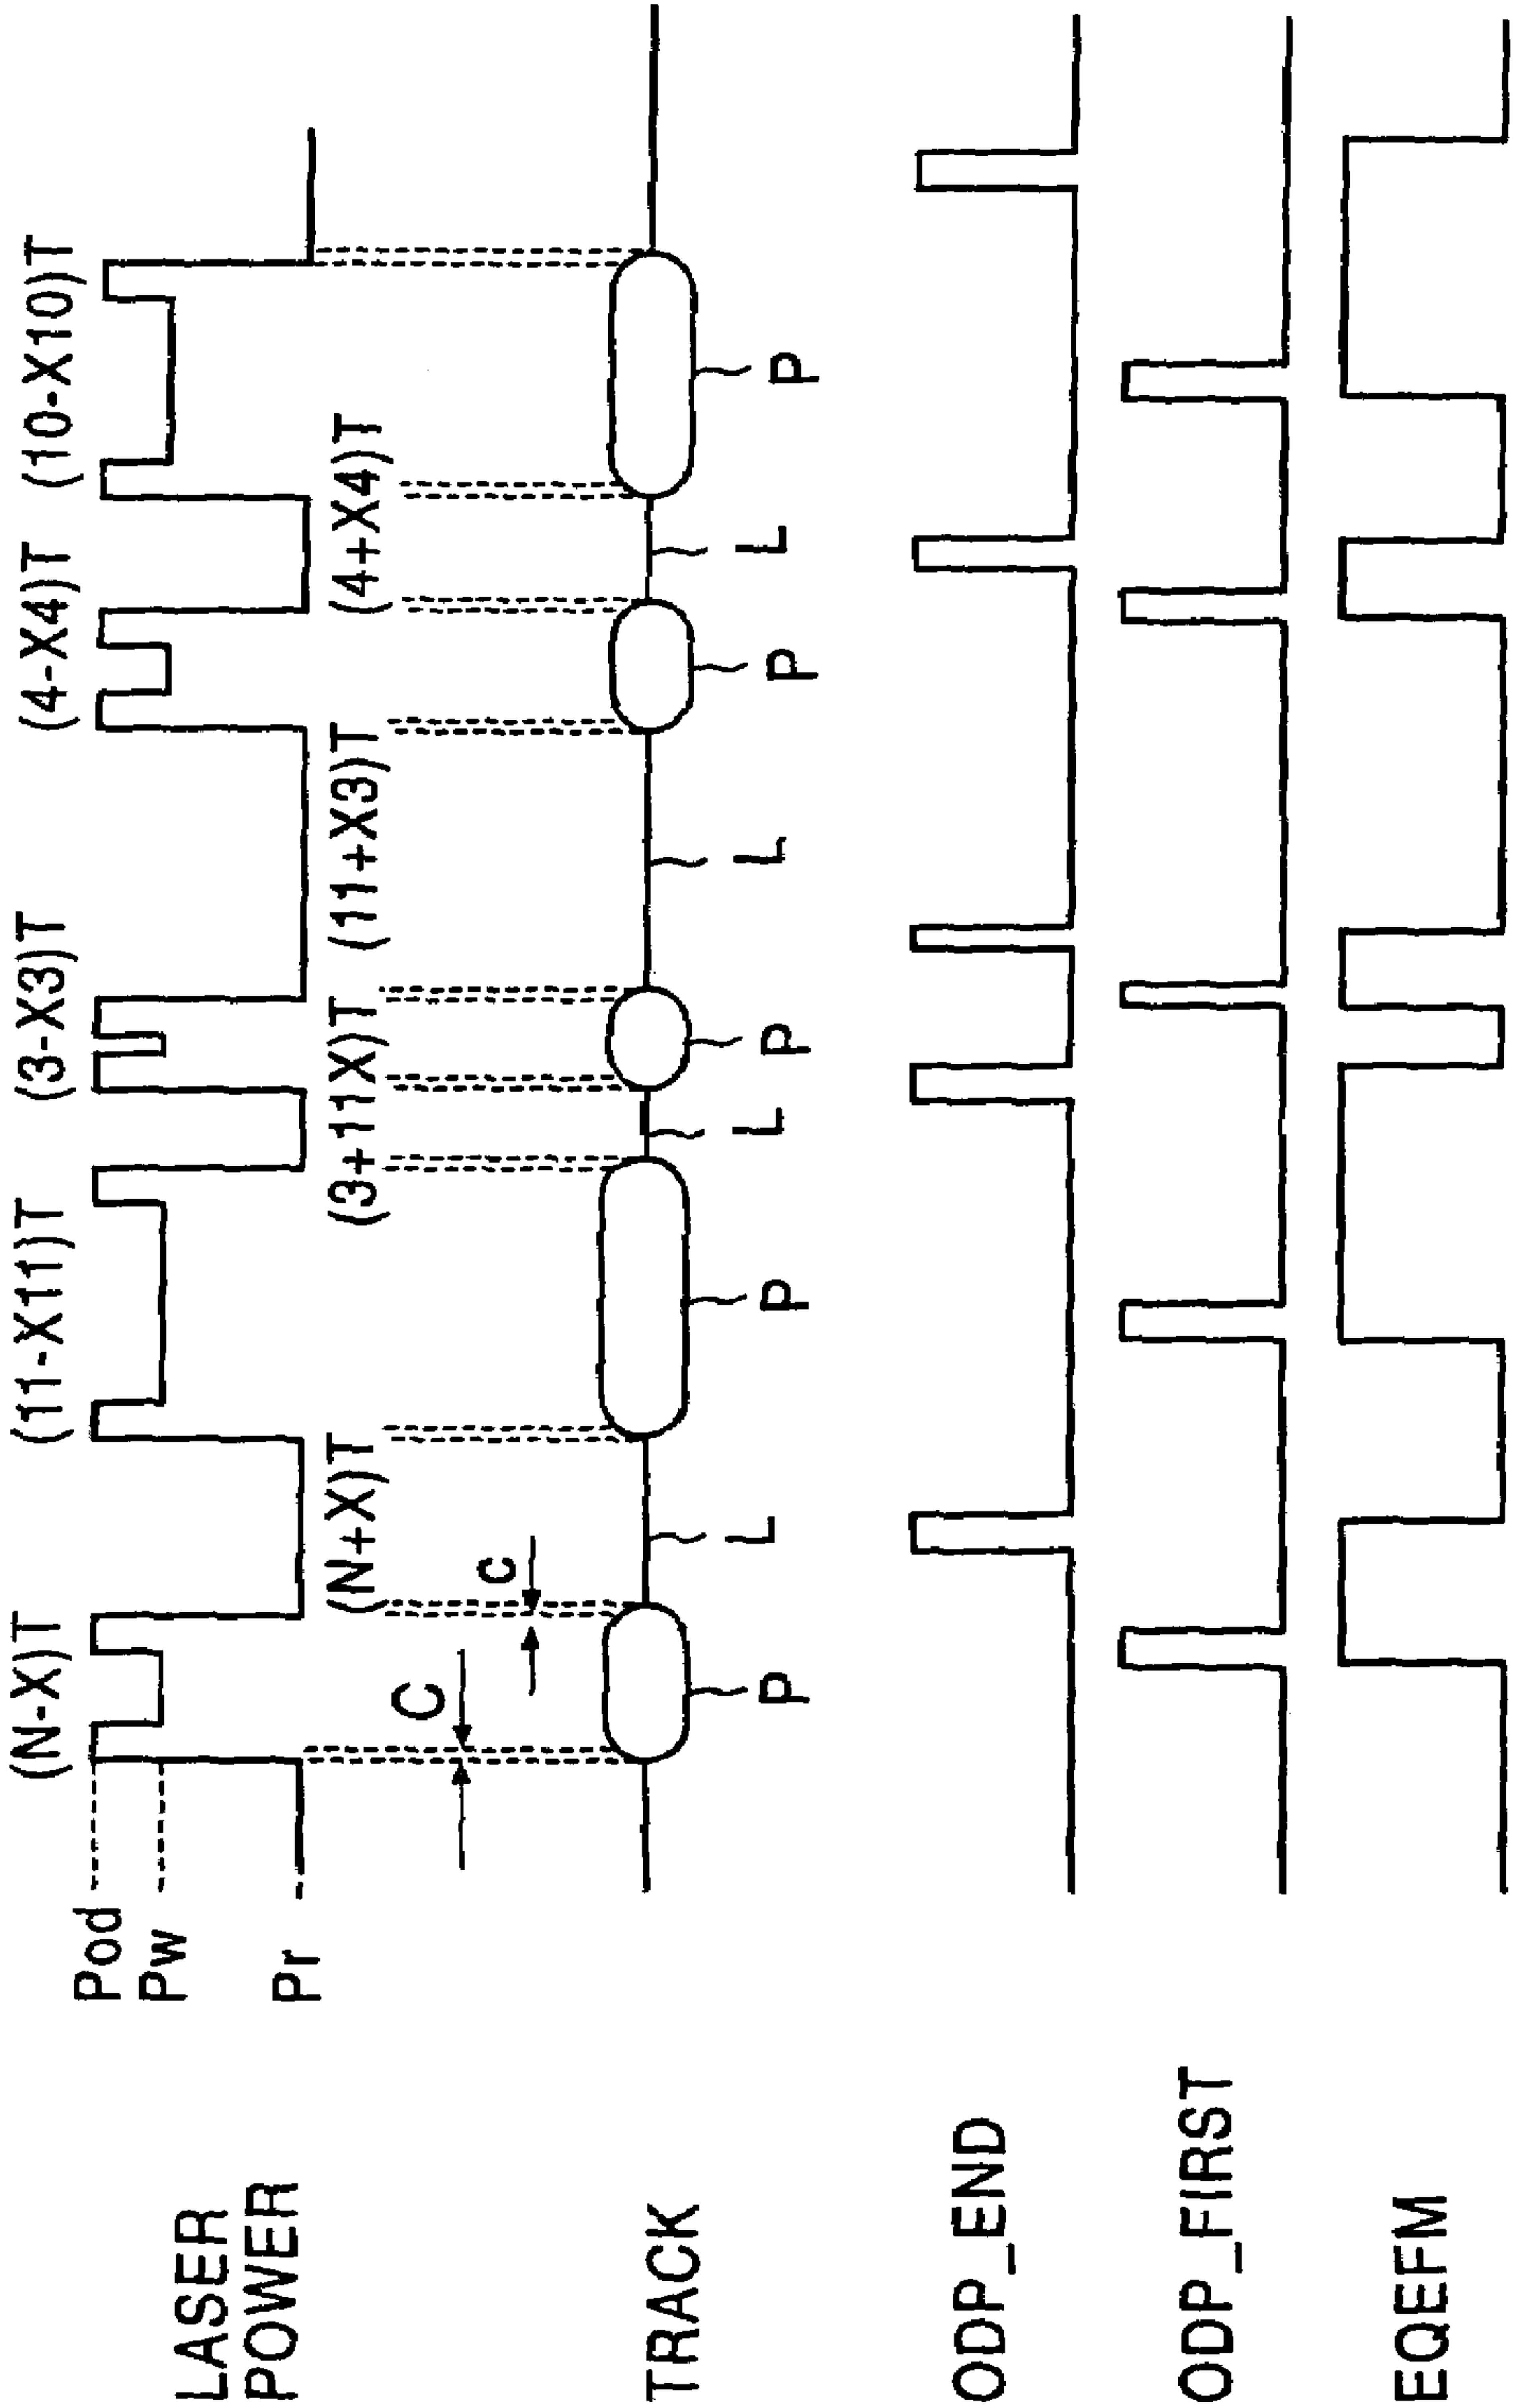 (N-X)T (11-X11)T (3-X3)T (4-X4)T (10-X10)T
Pod
Pw
LASER
POWER
Pr
(N+X)T (3+11X)T (11+X3)T (4+X4)T
C c
TRACK
P L P L P L P L P
ODP_END
ODP_FIRST
EQEFM